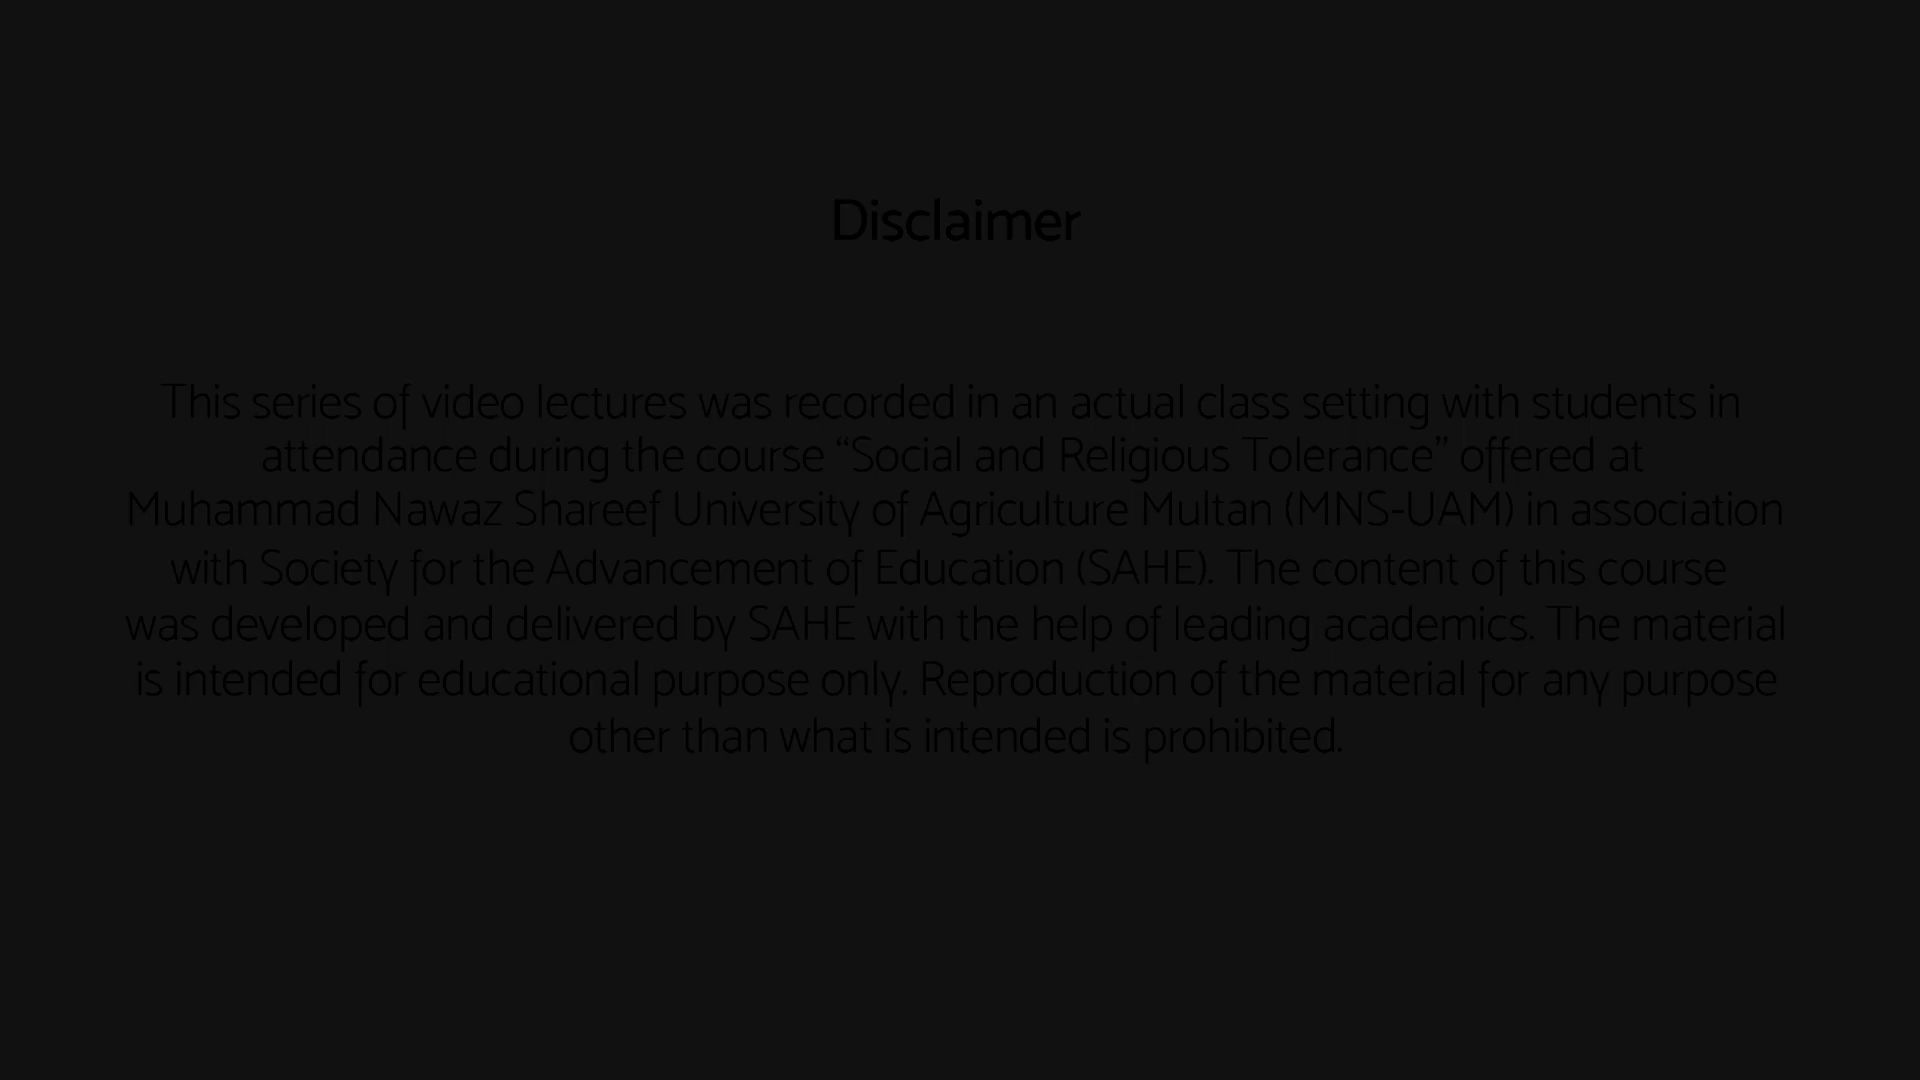 Disclaimer
This series of video lectures was recorded in an actual class setting with students in
attendance during the course “Social and Religious Tolerance” offered at
Muhammad Nawaz Shareef University of Agriculture Multan (MNS-UAM) in association
with Society for the Advancement of Education (SAHE). The content of this course
was developed and delivered by SAHE with the help of leading academics. The material
is intended for educational purpose only. Reproduction of the material for any purpose
other than what is intended is prohibited.